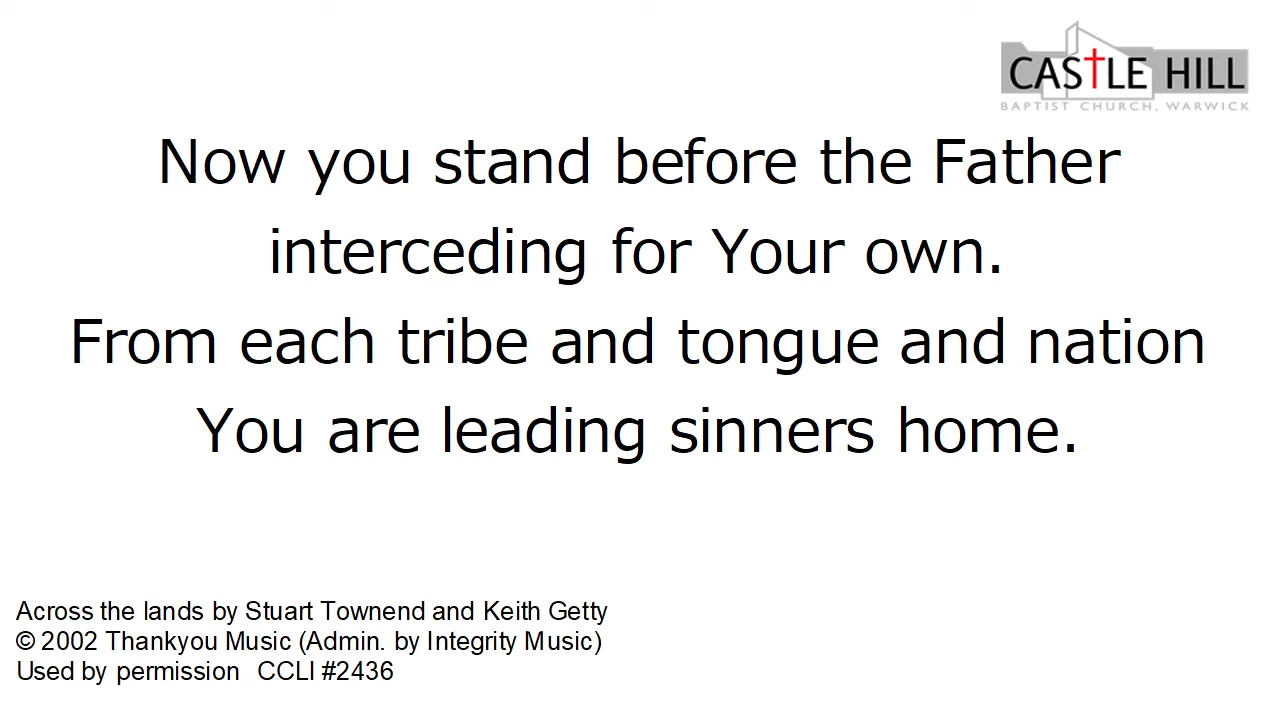 CASTLE HILL
BAPTIST CHURCH, WARWICK
Now you stand before the Father
interceding for Your own.
From each tribe and tongue and nation
You are leading sinners home.
Across the lands by Stuart Townend and Keith Getty
© 2002 Thankyou Music (Admin. by Integrity Music)
Used by permission CCLI #2436